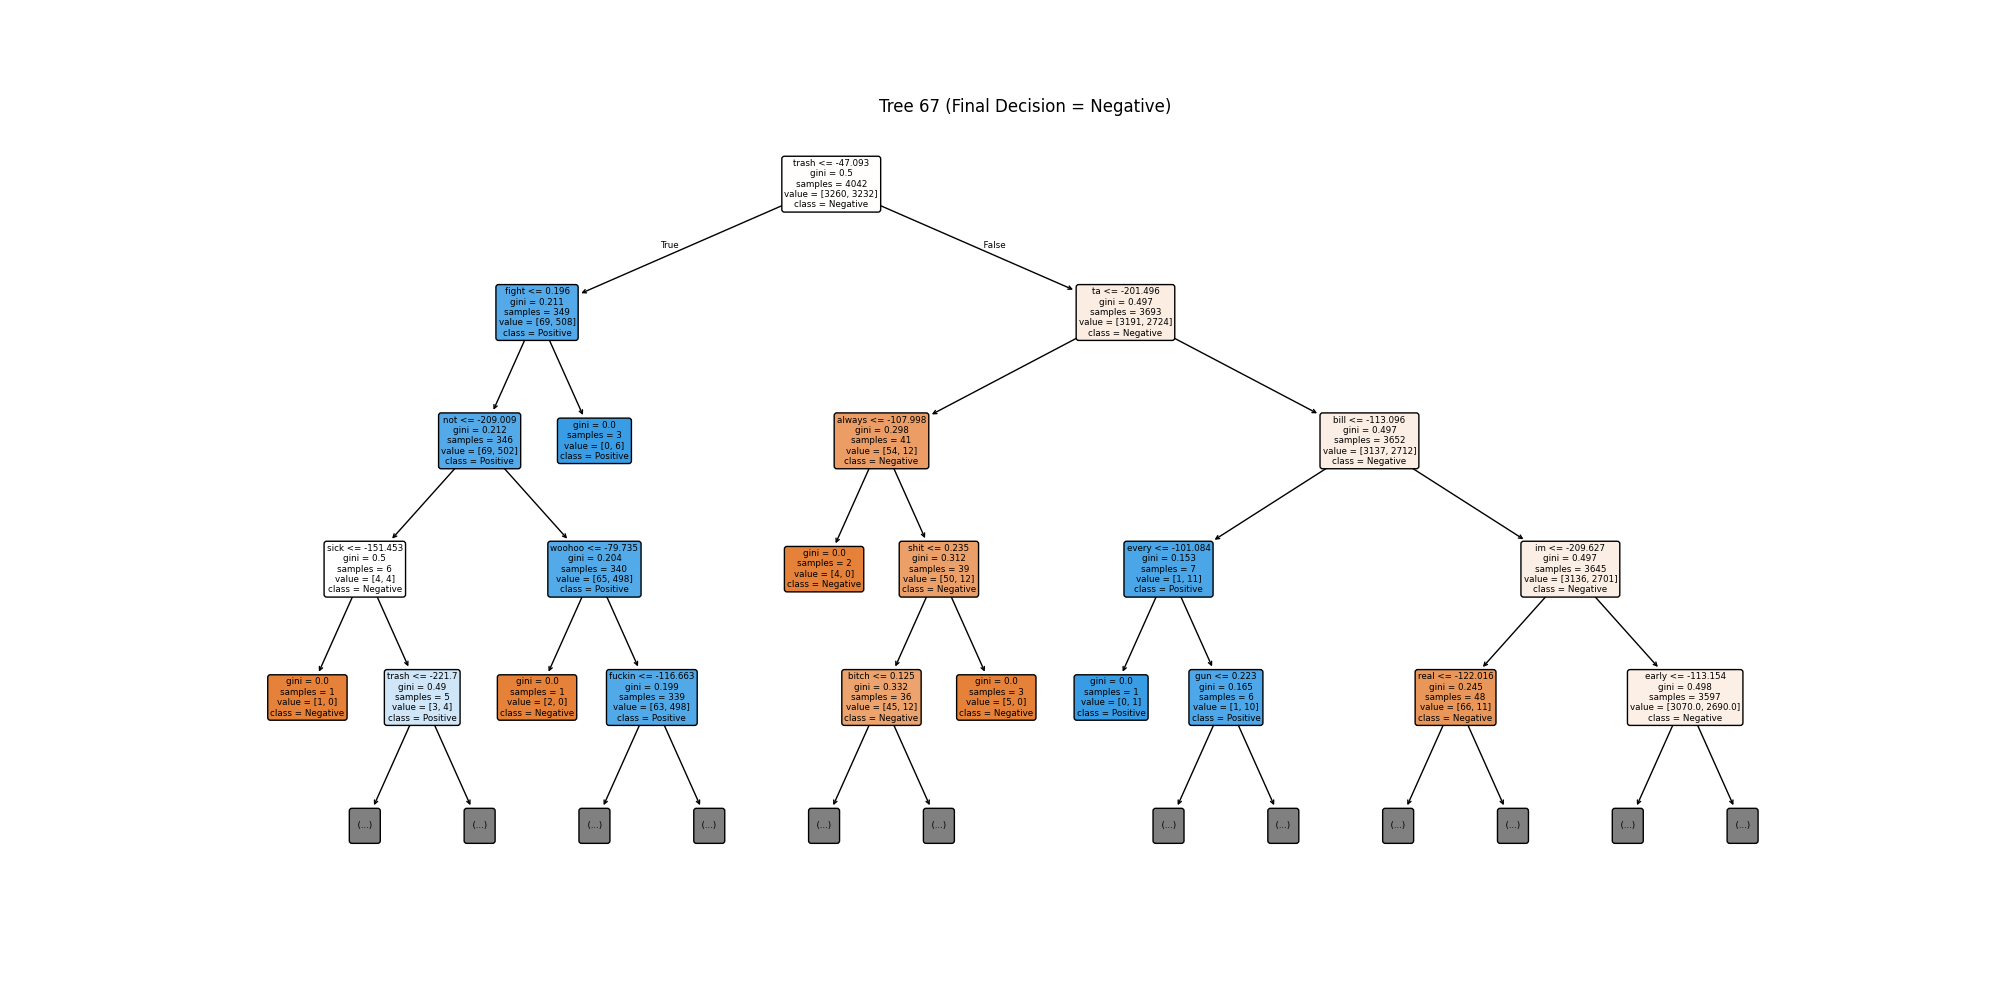 Tree 67 (Final Decision = Negative)
trash <= -47.093
gini = 0.5
samples = 4042
value = [3260, 3232]
class = Negative
True
False
fight <= 0.196
gini = 0.211
samples = 349
value = [69, 508]
class = Positive
ta <= -201.496
gini = 0.497
samples = 3693
value = [3191, 2724]
class = Negative
not <= -209.009
gini = 0.212
samples = 346
value = [69, 502]
class = Positive
gini = 0.0
samples = 3
value = [0, 6]
class = Positive
always <= -107.998
gini = 0.298
samples = 41
value = [54, 12]
class = Negative
bill <= -113.096
gini = 0.497
samples = 3652
value = [3137, 2712]
class = Negative
sick <= -151.453
gini = 0.5
samples = 6
value = [4, 4]
class = Negative
woohoo <= -79.735
gini = 0.204
samples = 340
value = [65, 498]
class = Positive
gini = 0.0
samples = 2
value = [4, 0]
class = Negative
shit <= 0.235
gini = 0.312
samples = 39
value = [50, 12]
class = Negative
every <= -101.084
gini = 0.153
samples = 7
value = [1, 11]
class = Positive
im <= -209.627
gini = 0.497
samples = 3645
value = [3136, 2701]
class = Negative
gini = 0.0
samples = 1
value = [1, 0]
class = Negative
trash <= -221.7
gini = 0.49
samples = 5
value = [3, 4]
class = Positive
gini = 0.0
samples = 1
value = [2, 0]
class = Negative
fuckin <= -116.663
gini = 0.199
samples = 339
value = [63, 498]
class = Positive
bitch <= 0.125
gini = 0.332
samples = 36
value = [45, 12]
class = Negative
gini = 0.0
samples = 3
value = [5, 0]
class = Negative
gini = 0.0
samples = 1
value = [0, 1]
class = Positive
gun <= 0.223
gini = 0.165
samples = 6
value = [1, 10]
class = Positive
real <= -122.016
gini = 0.245
samples = 48
value = [66, 11]
class = Negative
early <= -113.154
gini = 0.498
samples = 3597
value = [3070.0, 2690.0]
class = Negative
(...)
(...)
(...)
(...)
(...)
(...)
(...)
(...)
(...)
(...)
(...)
(...)